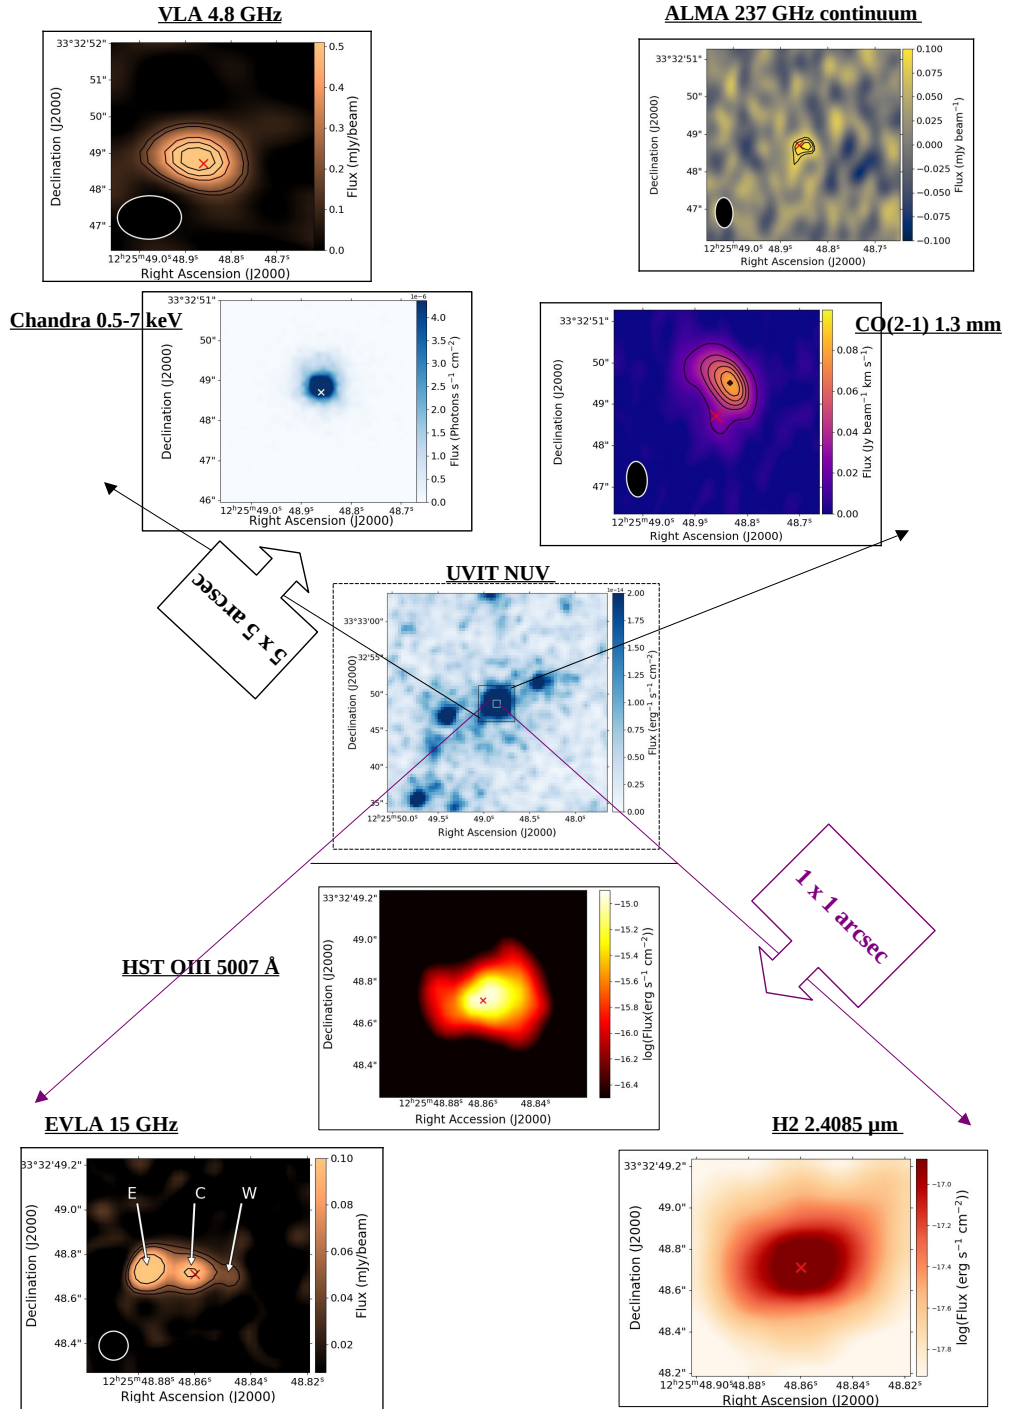 VLA 4.8 GHz
33°32'52"
51"
50"
49"
48"
47"
12ʰ25ᵐ49.0ˢ 48.9ˢ 48.8ˢ 48.7ˢ
Right Ascension (J2000)
Declination (J2000)
0.5
0.4
0.3
0.2
0.1
0.0
Flux (mJy/beam)
ALMA 237 GHz continuum
33°32'51"
50"
49"
48"
47"
12ʰ25ᵐ49.0ˢ 48.9ˢ 48.8ˢ 48.7ˢ
Right Ascension (J2000)
Declination (J2000)
0.100
0.075
0.050
0.025
0.000
−0.025
−0.050
−0.075
−0.100
Flux (mJy beam⁻¹)
Chandra 0.5-7 keV
33°32'51"
50"
49"
48"
47"
46"
12ʰ25ᵐ49.0ˢ 48.9ˢ 48.8ˢ 48.7ˢ
Right Ascension (J2000)
Declination (J2000)
1e-6
4.0
3.5
3.0
2.5
2.0
1.5
1.0
0.5
0.0
Flux (Photons s⁻¹ cm⁻²)
CO(2-1) 1.3 mm
33°32'51"
50"
49"
48"
47"
12ʰ25ᵐ49.0ˢ 48.9ˢ 48.8ˢ 48.7ˢ
Right Ascension (J2000)
Declination (J2000)
0.08
0.06
0.04
0.02
0.00
Flux (Jy beam⁻¹ km s⁻¹)
5 x 5 arcsec
UVIT NUV
33°33'00"
32'55"
50"
45"
40"
35"
12ʰ25ᵐ50.0ˢ 49.5ˢ 49.0ˢ 48.5ˢ 48.0ˢ
Right Ascension (J2000)
Declination (J2000)
1e−14
2.00
1.75
1.50
1.25
1.00
0.75
0.50
0.25
0.00
Flux (erg⁻¹ s⁻¹ cm⁻²)
1 x 1 arcsec
HST OIII 5007 Å
33°32'49.2"
49.0"
48.8"
48.6"
48.4"
12ʰ25ᵐ48.88ˢ 48.86ˢ 48.84ˢ
Right Accession (J2000)
Declination (J2000)
−15.0
−15.2
−15.4
−15.6
−15.8
−16.0
−16.2
−16.4
log(Flux(erg s⁻¹ cm⁻²))
EVLA 15 GHz
33°32'49.2"
49.0"
48.8"
48.6"
48.4"
E C W
12ʰ25ᵐ48.88ˢ 48.86ˢ 48.84ˢ 48.82ˢ
Right Ascension (J2000)
Declination (J2000)
0.10
0.08
0.06
0.04
0.02
Flux (mJy/beam)
H2 2.4085 µm
33°32'49.2"
49.0"
48.8"
48.6"
48.4"
48.2"
12ʰ25ᵐ48.90ˢ 48.88ˢ 48.86ˢ 48.84ˢ 48.82ˢ
Right Ascension (J2000)
Declination (J2000)
−17.0
−17.2
−17.4
−17.6
−17.8
log(Flux (erg s⁻¹ cm⁻²))